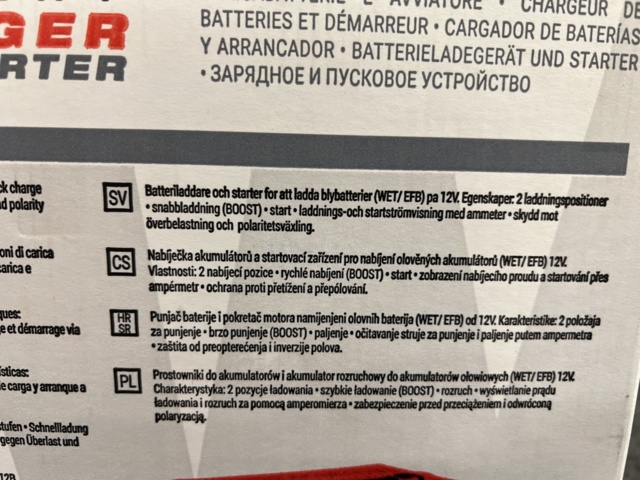 GER
RTER
E AVVIATORE • CHARGEUR DE
BATTERIES ET DÉMARREUR • CARGADOR DE BATERÍAS
Y ARRANCADOR • BATTERIELADEGERÄT UND STARTER
• ЗАРЯДНОЕ И ПУСКОВОЕ УСТРОЙСТВО
ck charge
d polarity
oni di carica
carica e
ques:
e et démarrage via
ísticas:
e carga y arranque a
stufen • Schnellladung
gegen Überlast und
SV
Batteriladdare och starter for att ladda blybatterier (WET/ EFB) pa 12V. Egenskaper: 2 laddningspositioner
• snabbladdning (BOOST) • start • laddnings-och startströmvisning med ammeter • skydd mot
överbelastning och polaritetsväxling.
CS
Nabíječka akumulátorů a startovací zařízení pro nabíjení olověných akumulátorů (WET/ EFB) 12V.
Vlastnosti: 2 nabíjecí pozice • rychlé nabíjení (BOOST) • start • zobrazení nabíjecího proudu a startování přes
ampérmetr • ochrana proti přetížení a přepólování.
HR
SR
Punjač baterije i pokretač motora namijenjeni olovnih baterija (WET/ EFB) od 12V. Karakteristike: 2 položaja
za punjenje • brzo punjenje (BOOST) • paljenje • očitavanje struje za punjenje i paljenje putem ampermetra
• zaštita od preopterećenja i inverzije polova.
PL
Prostowniki do akumulatorów i akumulator rozruchowy do akumulatorów ołowiowych (WET/ EFB) 12V.
Charakterystyka: 2 pozycje ładowania • szybkie ładowanie (BOOST) • rozruch • wyświetlanie prądu
ładowania i rozruch za pomocą amperomierza • zabezpieczenie przed przeciążeniem i odwróconą
polaryzacją.